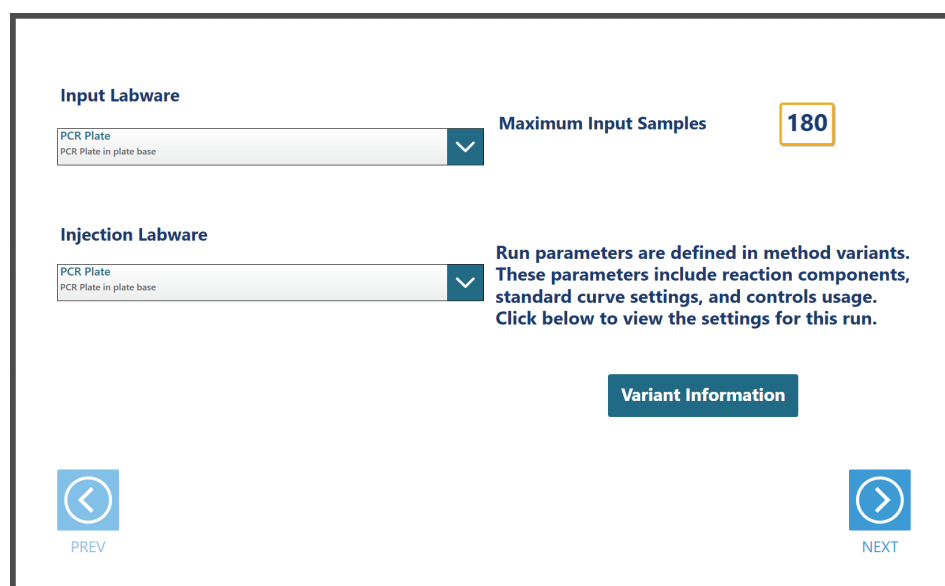 Input Labware
PCR Plate
PCR Plate in plate base
Maximum Input Samples
180
Injection Labware
PCR Plate
PCR Plate in plate base
Run parameters are defined in method variants.
These parameters include reaction components,
standard curve settings, and controls usage.
Click below to view the settings for this run.
Variant Information
PREV
NEXT